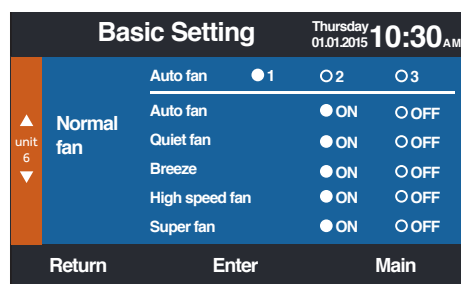 Basic Setting
Thursday
01.01.2015
10:30 AM
Auto fan 1 2 3
unit
6
Normal
fan
Auto fan ON OFF
Quiet fan ON OFF
Breeze ON OFF
High speed fan ON OFF
Super fan ON OFF
Return Enter Main